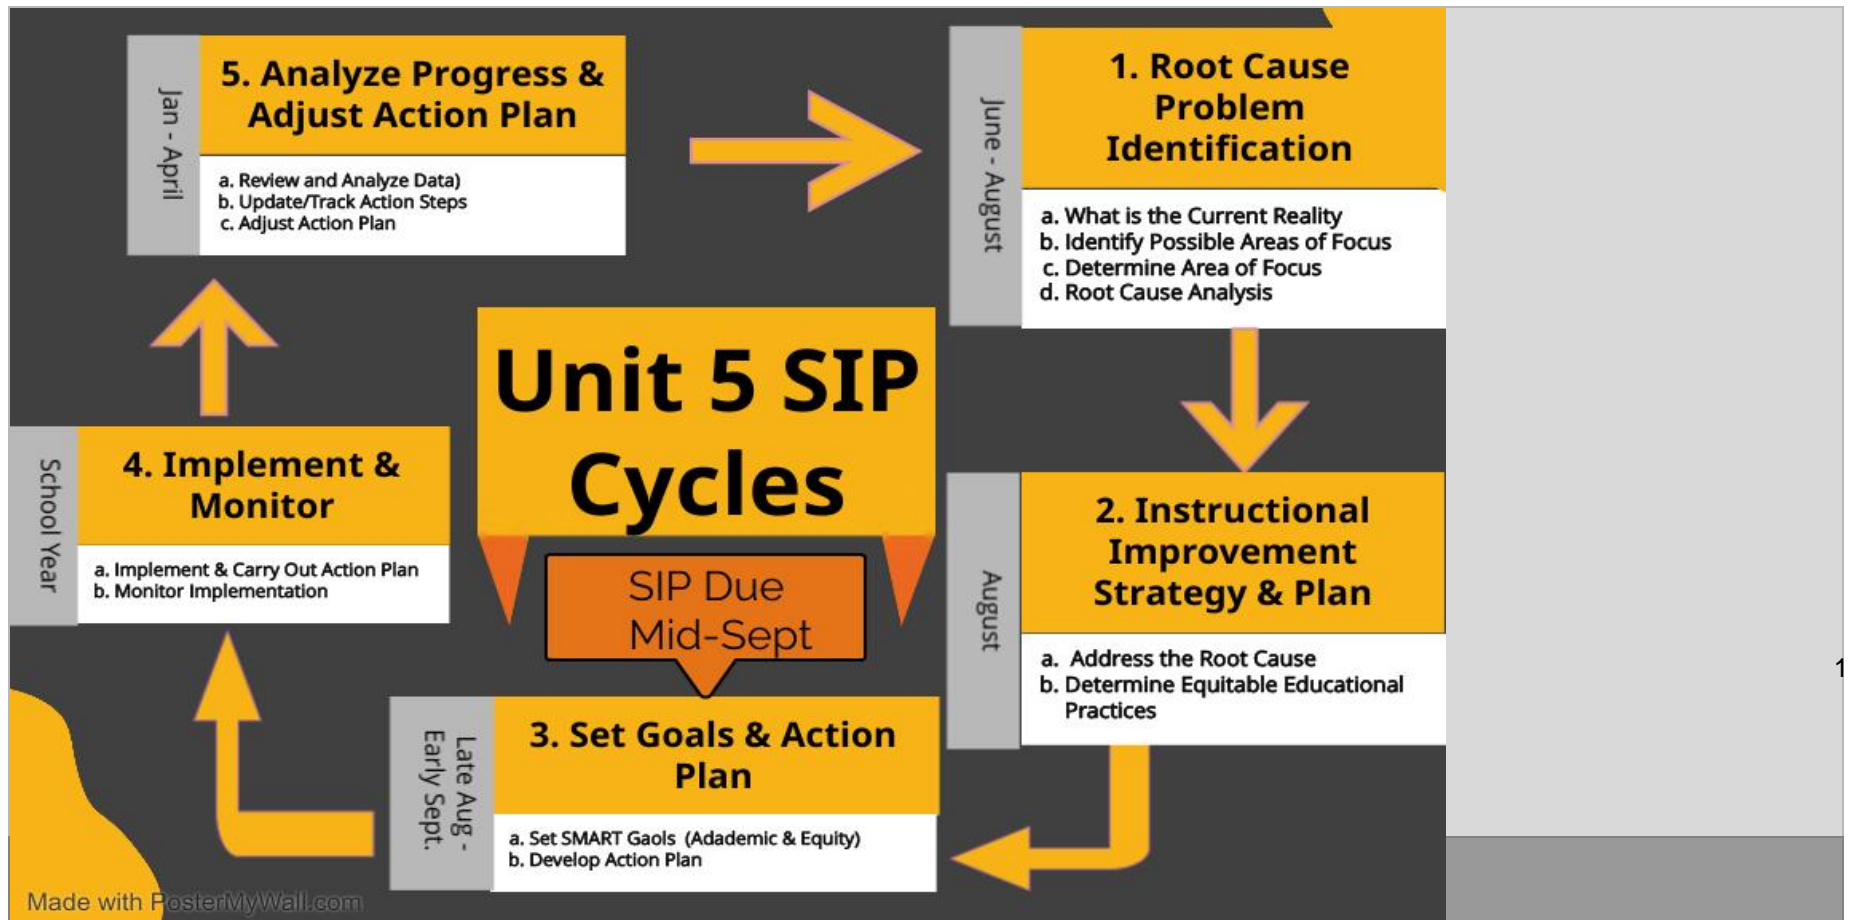 Unit 5 SIP
Cycles
SIP Due
Mid-Sept
June - August
1. Root Cause
Problem
Identification
a. What is the Current Reality
b. Identify Possible Areas of Focus
c. Determine Area of Focus
d. Root Cause Analysis
August
2. Instructional
Improvement
Strategy & Plan
a. Address the Root Cause
b. Determine Equitable Educational
Practices
Late Aug -
Early Sept.
3. Set Goals & Action
Plan
a. Set SMART Gaols (Adademic & Equity)
b. Develop Action Plan
School Year
4. Implement &
Monitor
a. Implement & Carry Out Action Plan
b. Monitor Implementation
Jan - April
5. Analyze Progress &
Adjust Action Plan
a. Review and Analyze Data)
b. Update/Track Action Steps
c. Adjust Action Plan
1
Made with PosterMyWall.com